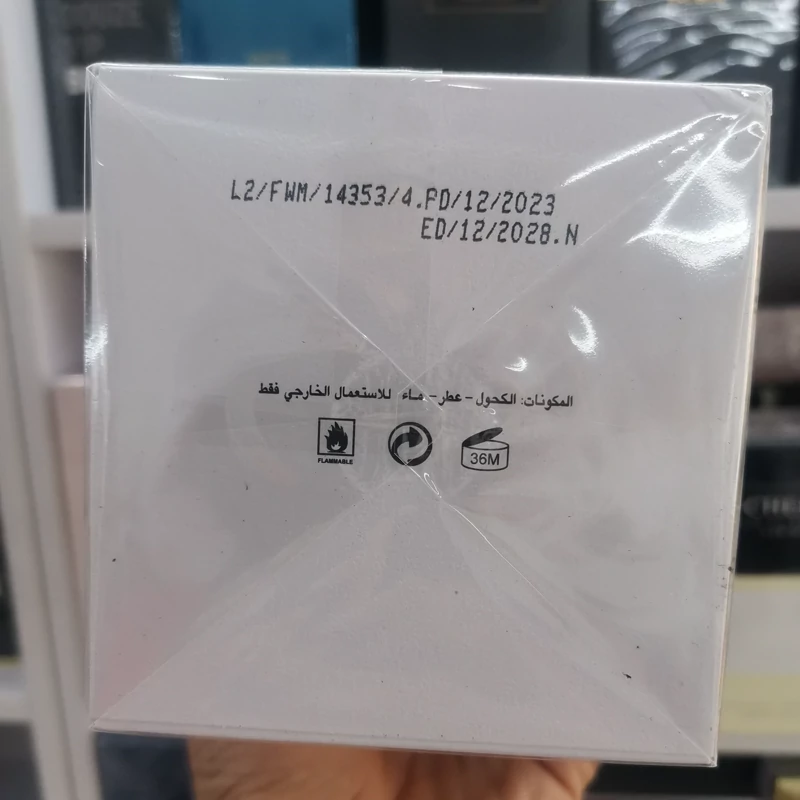 L2/FWM/14353/4.PD/12/2023
ED/12/2028.N
المكونات: الكحول - عطر - ماء للاستعمال الخارجي فقط
FLAMMABLE
36M